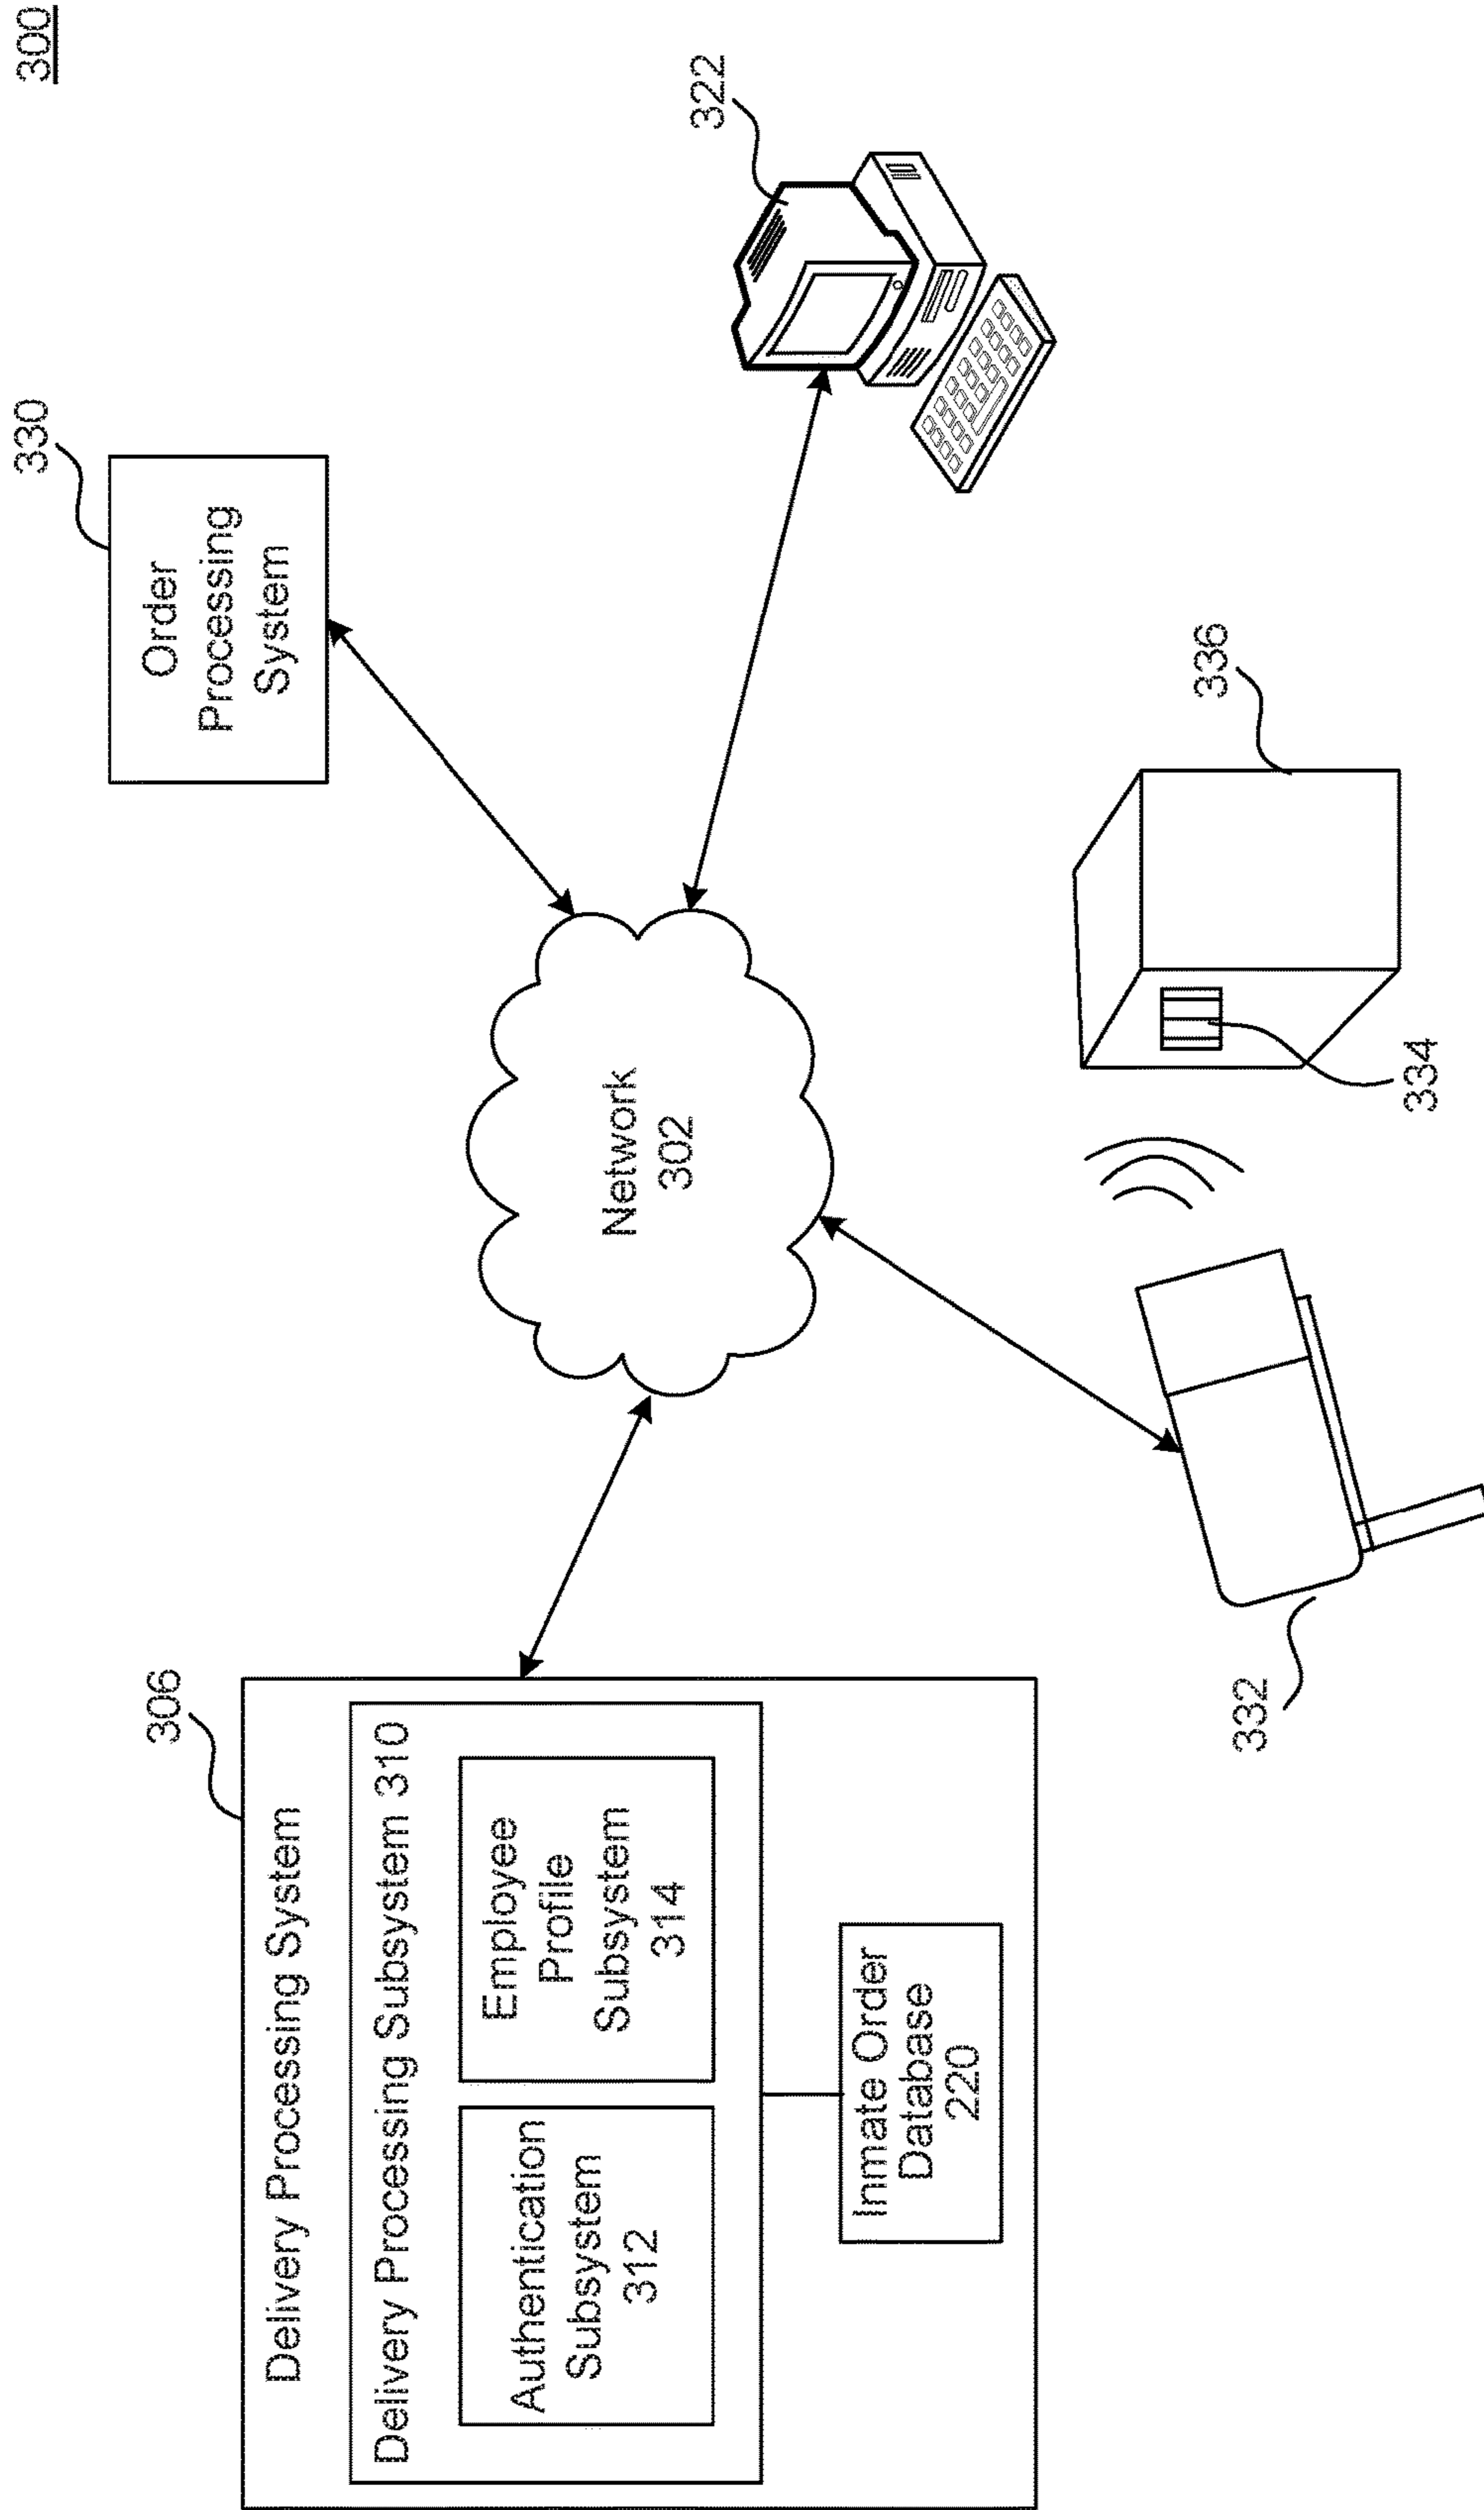 300
306
Delivery Processing System
Delivery Processing Subsystem 310
Authentication
Subsystem
312
Employee
Profile
Subsystem
314
Inmate Order
Database
220
Network
302
330
Order
Processing
System
322
332
334
336